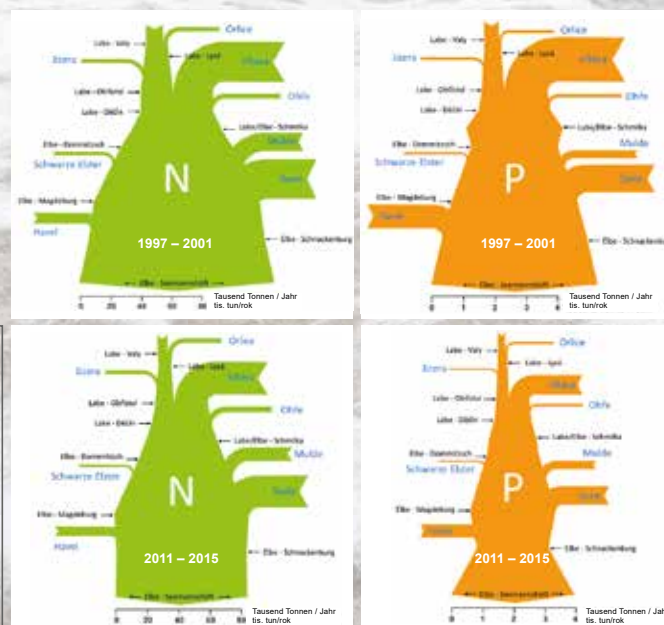 Orlice
Labe - Valy
Labe - Lysá
Jizera
Vltava
Labe - Obříství
Ohře
Labe - Děčín
Labe/Elbe - Schmilka
Elbe - Dommitzsch
Mulde
Schwarze Elster
Saale
N
Elbe - Magdeburg
Havel
1997 – 2001
Elbe - Schnackenburg
Elbe - Seemannshöft
0 20 40 60 80
Tausend Tonnen / Jahr
tis. tun/rok
Orlice
Labe - Valy
Labe - Lysá
Jizera
Vltava
Labe - Obříství
Ohře
Labe - Děčín
Labe/Elbe - Schmilka
Elbe - Dommitzsch
Mulde
Schwarze Elster
Saale
P
Elbe - Magdeburg
Havel
1997 – 2001
Elbe - Schnackenburg
Elbe - Seemannshöft
0 1 2 3 4
Tausend Tonnen / Jahr
tis. tun/rok
Orlice
Labe - Valy
Labe - Lysá
Jizera
Vltava
Labe - Obříství
Ohře
Labe - Děčín
Labe/Elbe - Schmilka
Elbe - Dommitzsch
Mulde
Schwarze Elster
Saale
N
Elbe - Magdeburg
Havel
2011 – 2015
Elbe - Schnackenburg
Elbe - Seemannshöft
0 20 40 60 80
Tausend Tonnen / Jahr
tis. tun/rok
Orlice
Labe - Valy
Labe - Lysá
Jizera
Vltava
Labe - Obříství
Ohře
Labe - Děčín
Labe/Elbe - Schmilka
Elbe - Dommitzsch
Mulde
Schwarze Elster
Saale
P
Elbe - Magdeburg
Havel
2011 – 2015
Elbe - Schnackenburg
Elbe - Seemannshöft
0 1 2 3 4
Tausend Tonnen / Jahr
tis. tun/rok